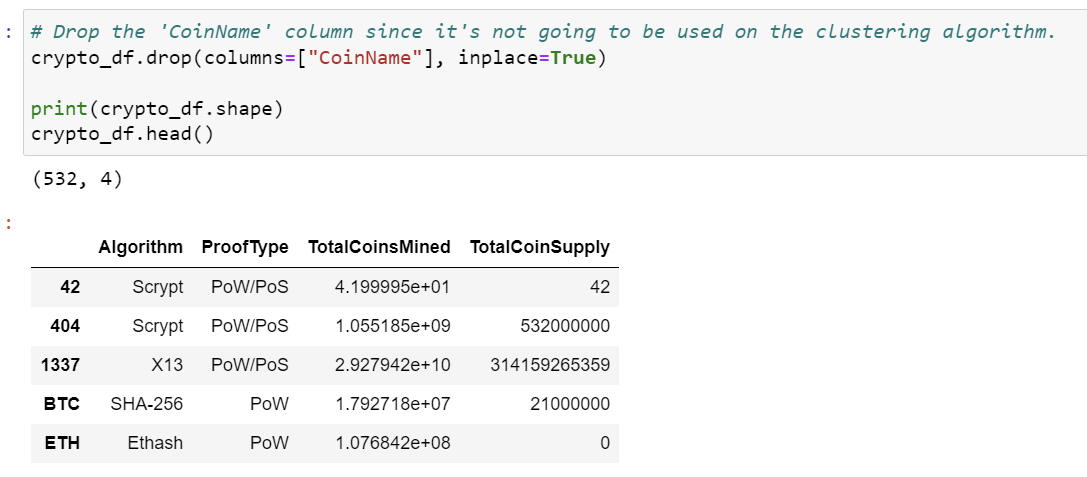 : # Drop the 'CoinName' column since it's not going to be used on the clustering algorithm.
crypto_df.drop(columns=["CoinName"], inplace=True)
print(crypto_df.shape)
crypto_df.head()
(532, 4)
:
Algorithm ProofType TotalCoinsMined TotalCoinSupply
42 Scrypt PoW/PoS 4.199995e+01 42
404 Scrypt PoW/PoS 1.055185e+09 532000000
1337 X13 PoW/PoS 2.927942e+10 314159265359
BTC SHA-256 PoW 1.792718e+07 21000000
ETH Ethash PoW 1.076842e+08 0